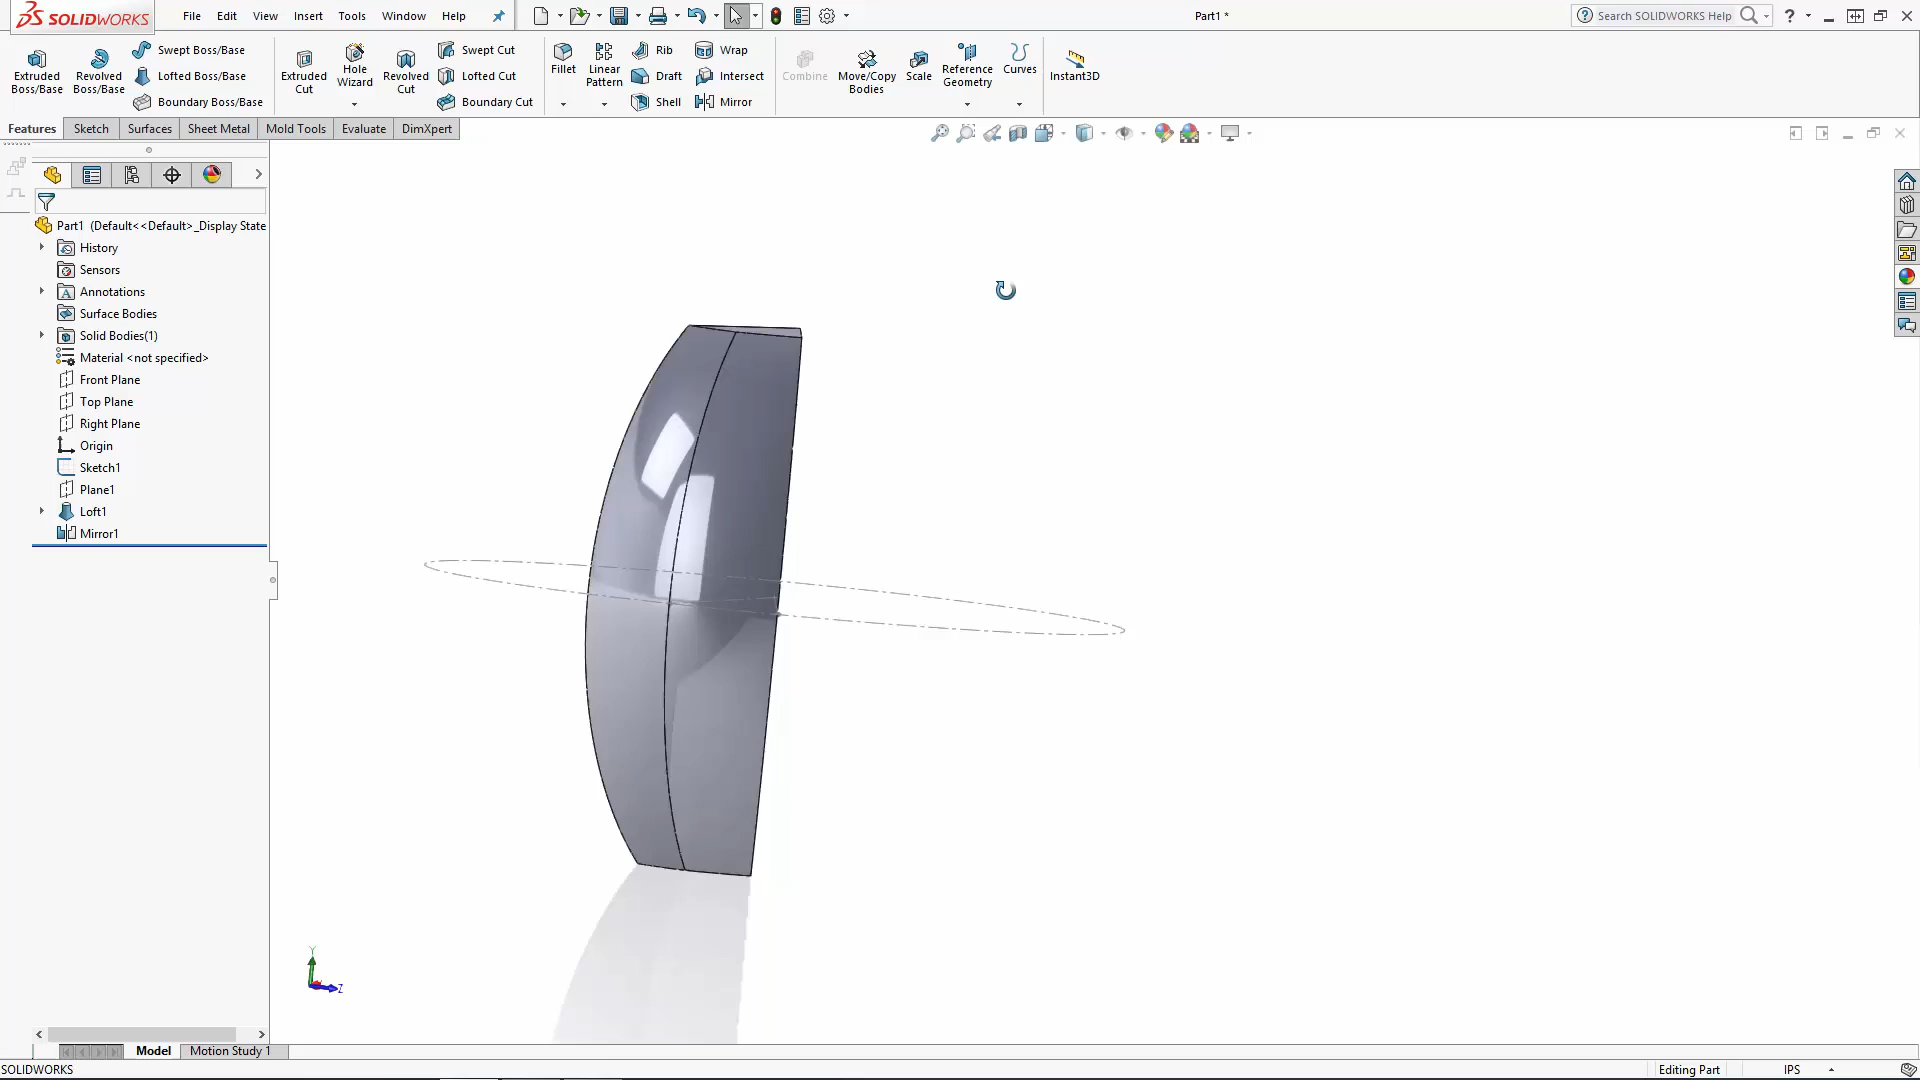 SOLIDWORKS File Edit View Insert Tools Window Help Part1 * Search SOLIDWORKS Help ?
Extruded Boss/Base
Revolved Boss/Base
Swept Boss/Base
Lofted Boss/Base
Boundary Boss/Base
Extruded Cut
Hole Wizard
Revolved Cut
Swept Cut
Lofted Cut
Boundary Cut
Fillet
Linear Pattern
Rib
Draft
Shell
Wrap
Intersect
Mirror
Combine
Move/Copy Bodies
Scale
Reference Geometry
Curves
Instant3D
Features Sketch Surfaces Sheet Metal Mold Tools Evaluate DimXpert
Part1 (Default<<Default>_Display State
History
Sensors
Annotations
Surface Bodies
Solid Bodies(1)
Material <not specified>
Front Plane
Top Plane
Right Plane
Origin
Sketch1
Plane1
Loft1
Mirror1
Y
Z
Model Motion Study 1
SOLIDWORKS Editing Part IPS